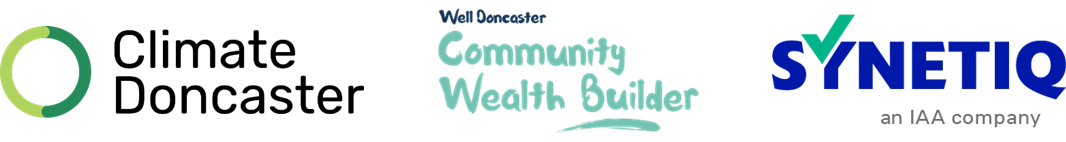 Climate
Doncaster
Well Doncaster
Community
Wealth Builder
SYNETIQ
an IAA company